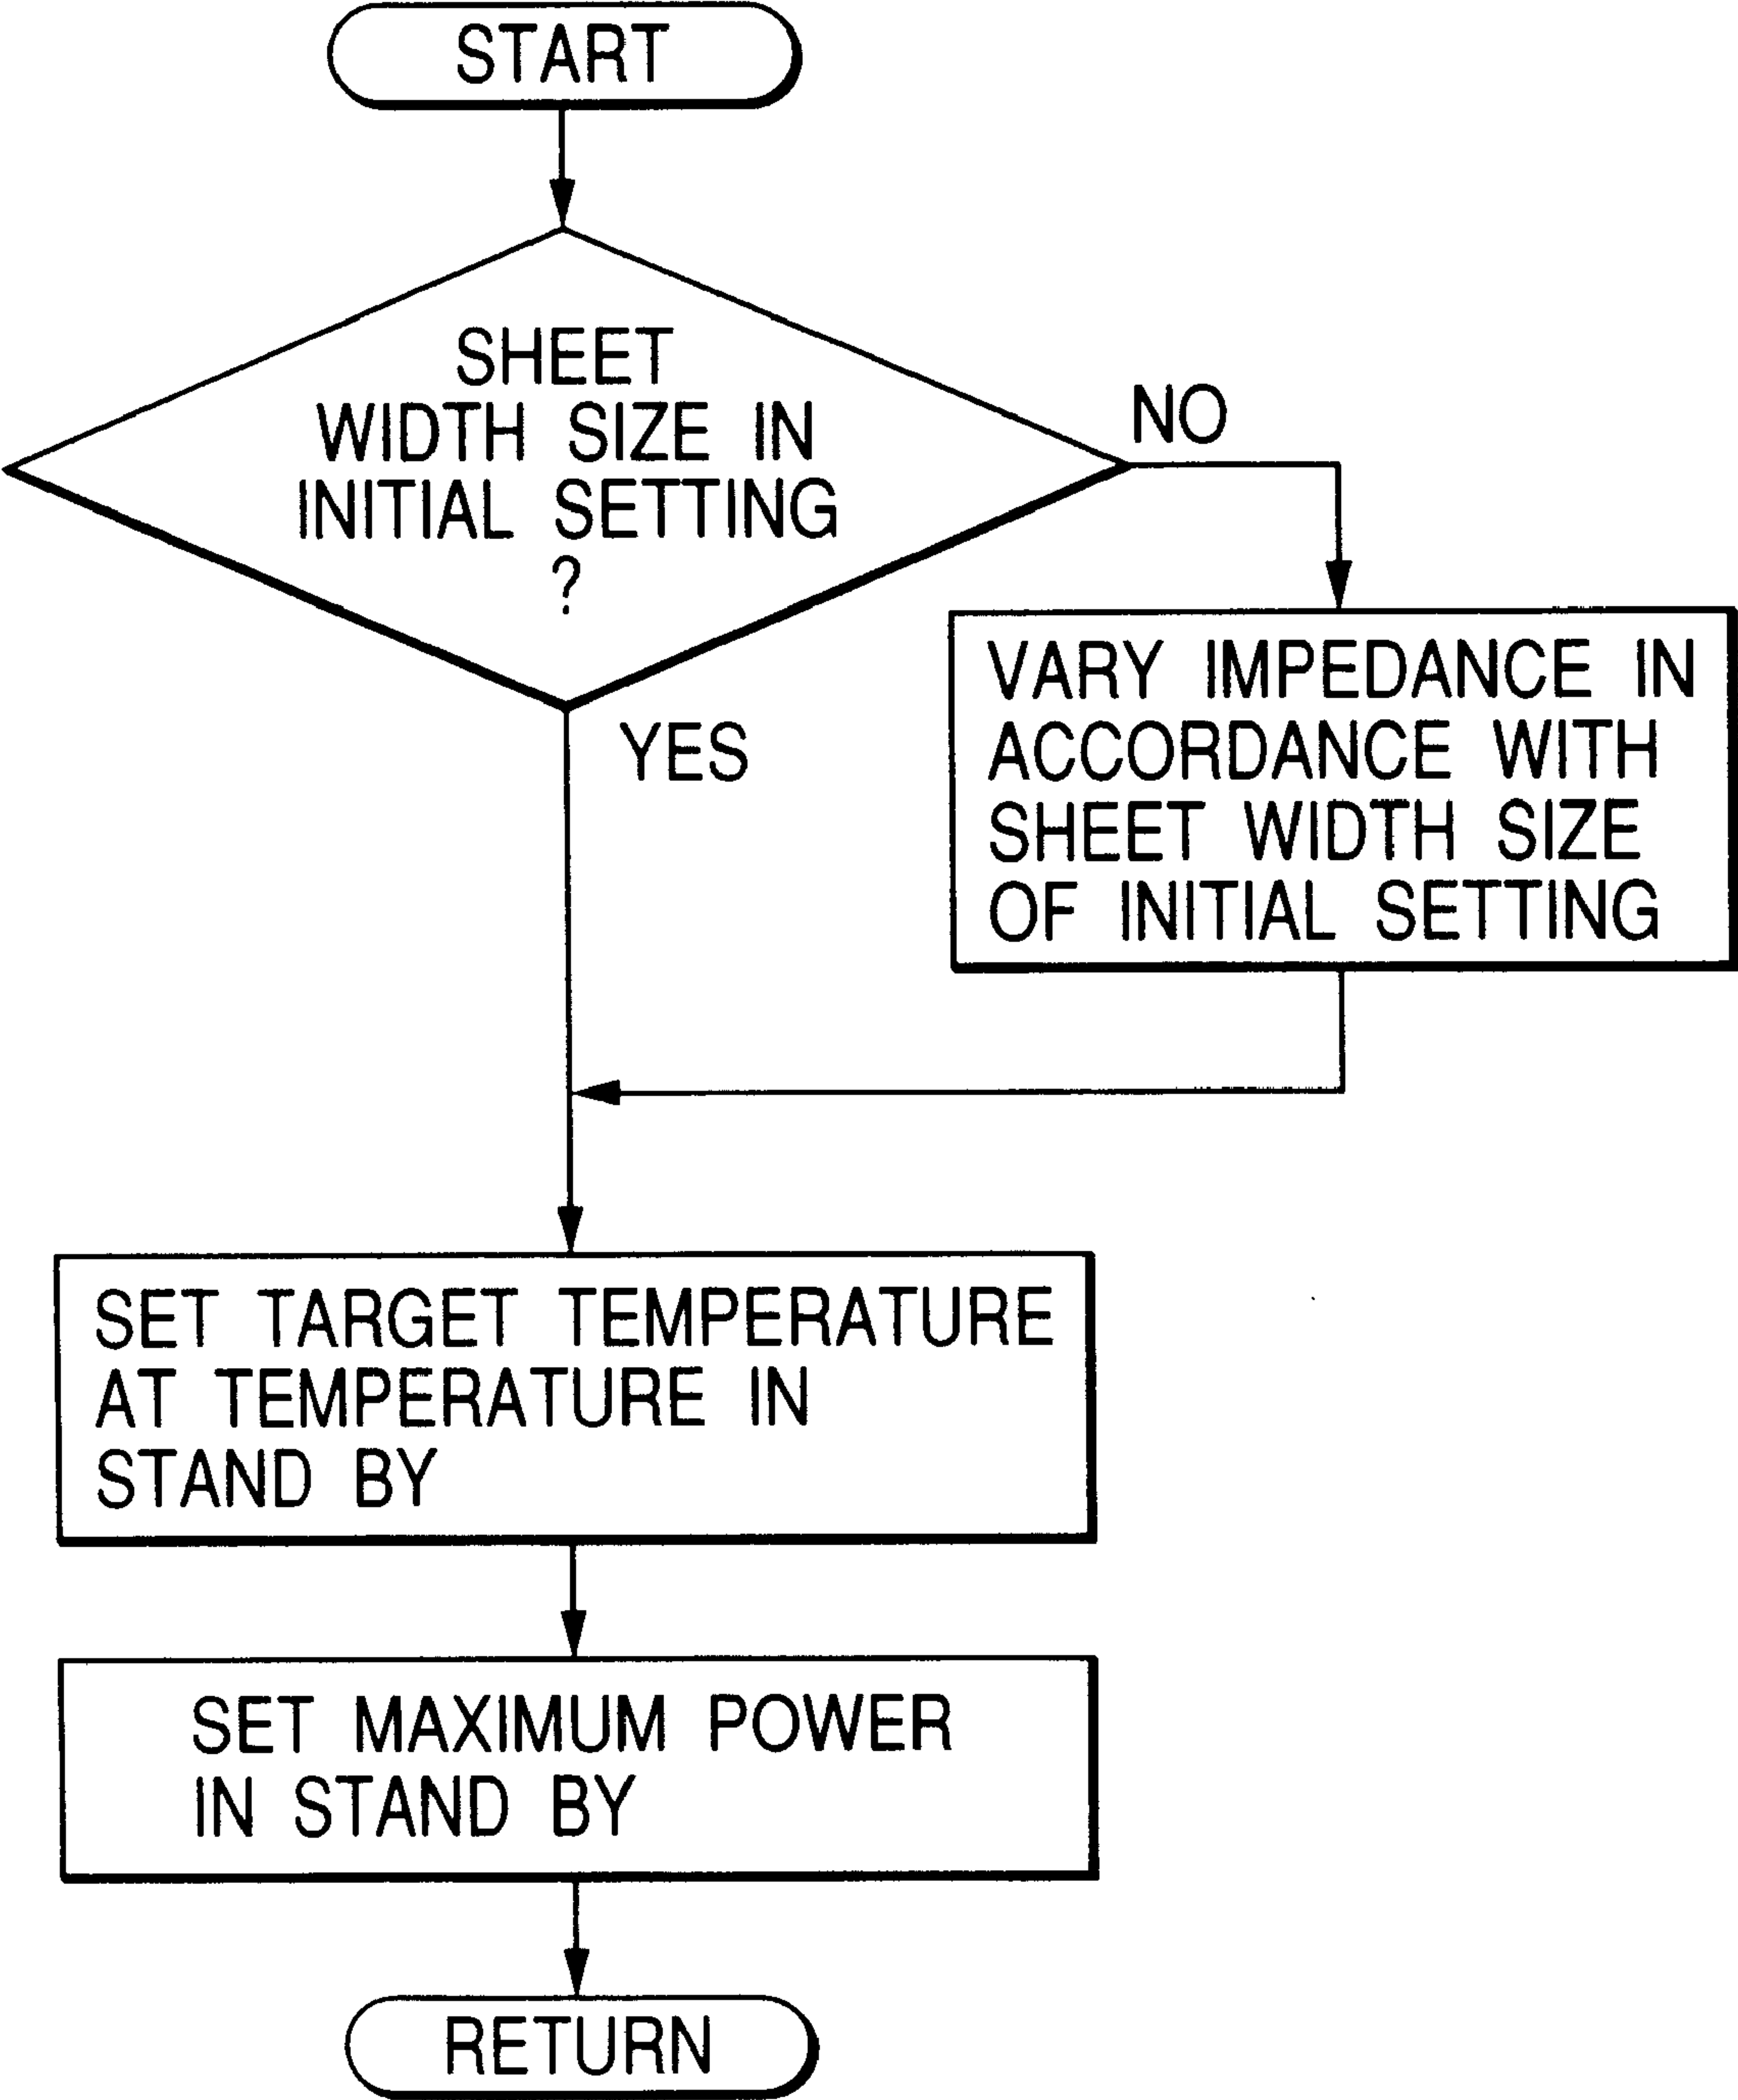 START
SHEET
WIDTH SIZE IN
INITIAL SETTING
?
NO
YES
VARY IMPEDANCE IN
ACCORDANCE WITH
SHEET WIDTH SIZE
OF INITIAL SETTING
SET TARGET TEMPERATURE
AT TEMPERATURE IN
STAND BY
SET MAXIMUM POWER
IN STAND BY
RETURN